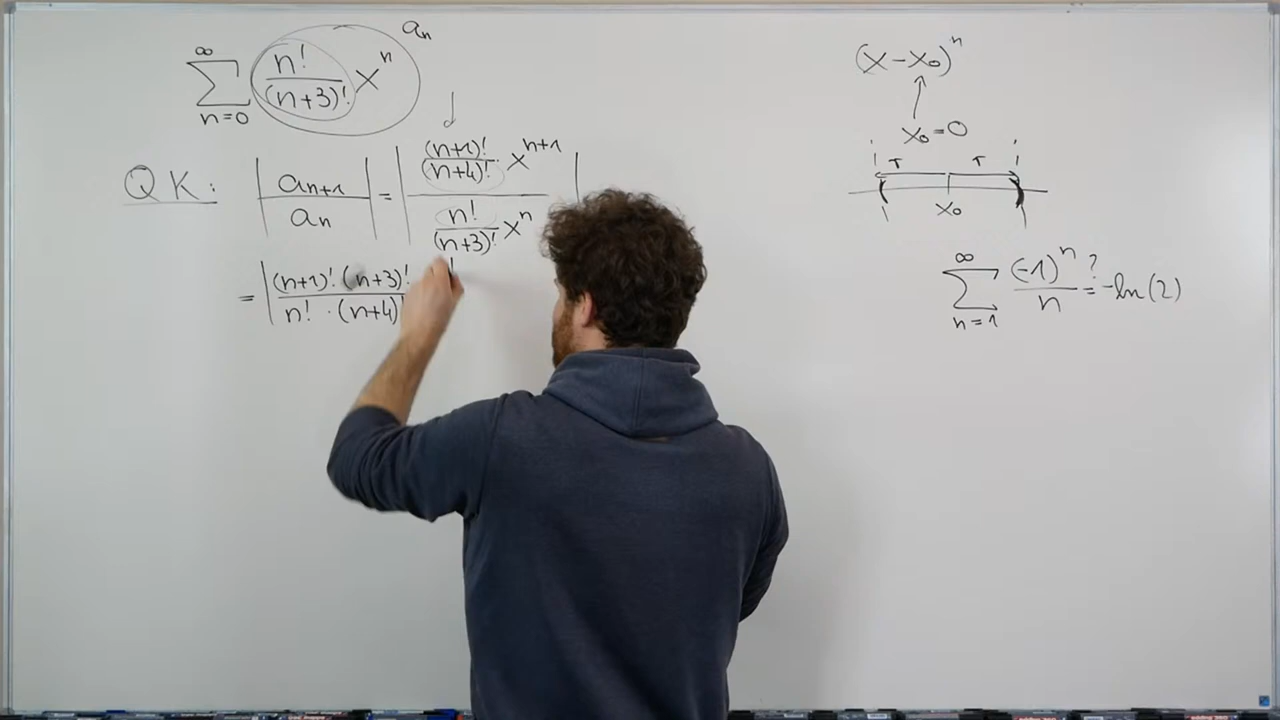 ∞ aₙ
∑ n!/(n+3)! xⁿ
n=0
QK: |aₙ₊₁/aₙ| = |(n+1)!/(n+4)! · xⁿ⁺¹ / n!/(n+3)! xⁿ|
= |(n+1)! · (n+3)! / n! · (n+4)!
(x-x₀)ⁿ
x₀=0
r r
x₀
∞
∑ (-1)ⁿ/n ?= -ln(2)
n=1